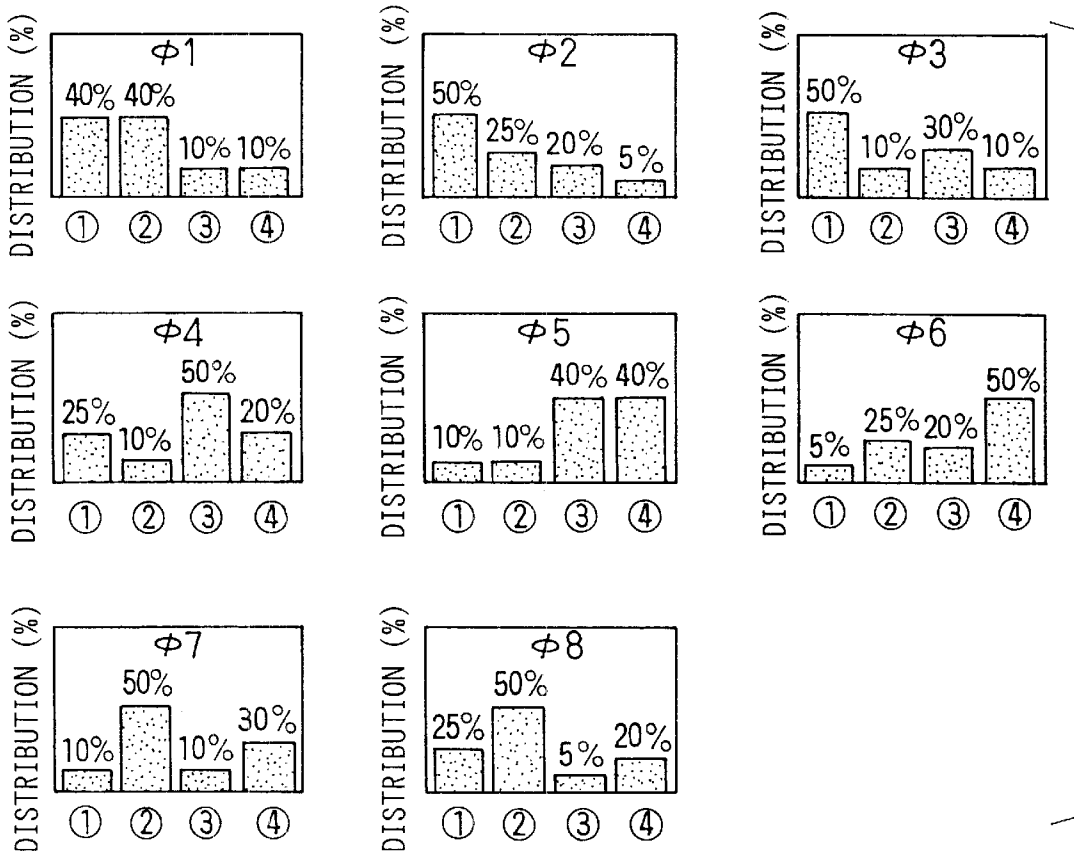 DISTRIBUTION (%)
Φ1
40% 40% 10% 10%
① ② ③ ④
DISTRIBUTION (%)
Φ2
50% 25% 20% 5%
① ② ③ ④
DISTRIBUTION (%)
Φ3
50% 10% 30% 10%
① ② ③ ④
DISTRIBUTION (%)
Φ4
25% 10% 50% 20%
① ② ③ ④
DISTRIBUTION (%)
Φ5
10% 10% 40% 40%
① ② ③ ④
DISTRIBUTION (%)
Φ6
5% 25% 20% 50%
① ② ③ ④
DISTRIBUTION (%)
Φ7
10% 50% 10% 30%
① ② ③ ④
DISTRIBUTION (%)
Φ8
25% 50% 5% 20%
① ② ③ ④